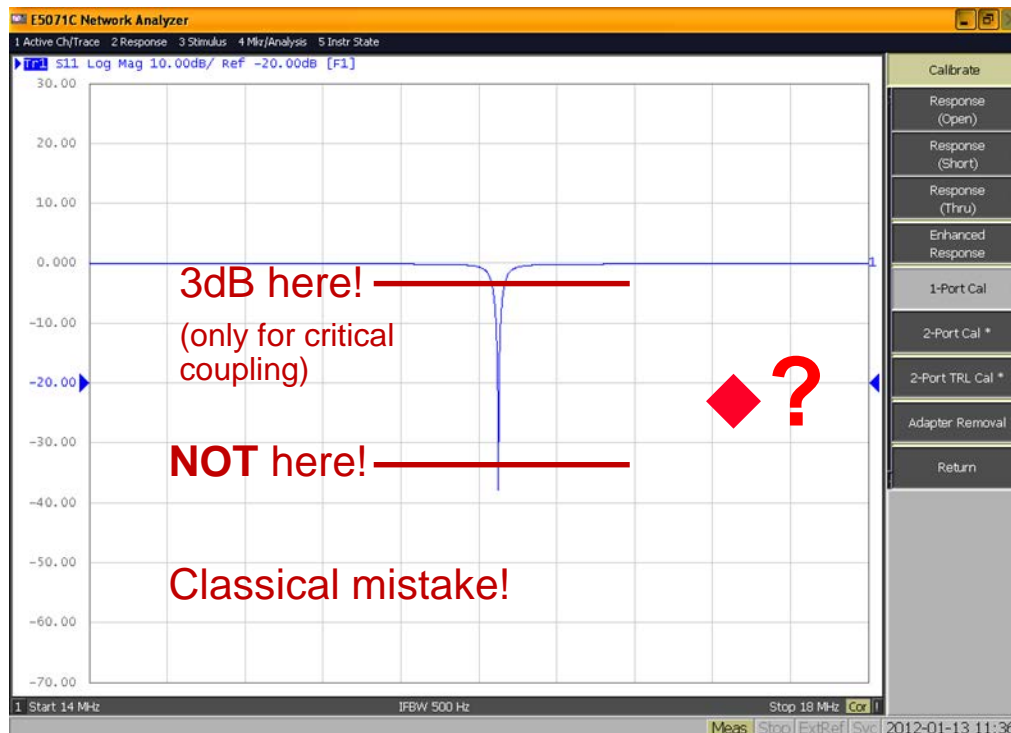 E5071C Network Analyzer
1 Active Ch/Trace 2 Response 3 Stimulus 4 Mkr/Analysis 5 Instr State
Tr1 S11 Log Mag 10.00dB/ Ref -20.00dB [F1]
Calibrate
Response
(Open)
Response
(Short)
Response
(Thru)
Enhanced
Response
1-Port Cal
2-Port Cal *
2-Port TRL Cal *
Adapter Removal
Return
30.00
20.00
10.00
0.000
-10.00
-20.00
-30.00
-40.00
-50.00
-60.00
-70.00
1
3dB here!
(only for critical
coupling)
?
NOT here!
Classical mistake!
1 Start 14 MHz IFBW 500 Hz Stop 18 MHz Cor !
Meas Stop ExtRef Svc 2012-01-13 11:36